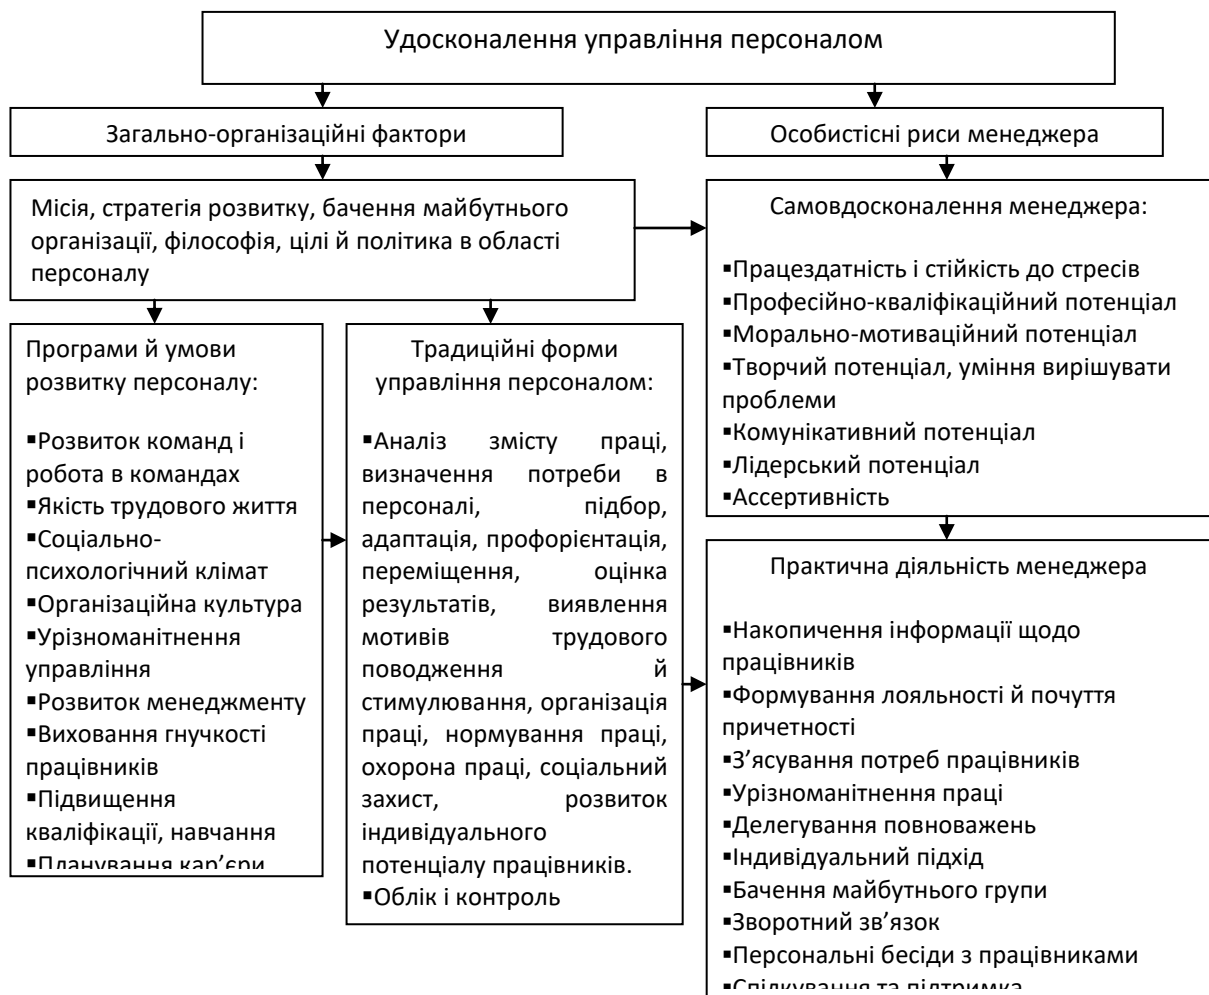 Удосконалення управління персоналом
Загально-організаційні фактори
Особистісні риси менеджера
Місія, стратегія розвитку, бачення майбутнього
організації, філософія, цілі й політика в області
персоналу
Самовдосконалення менеджера:
▪Працездатність і стійкість до стресів
▪Професійно-кваліфікаційний потенціал
▪Морально-мотиваційний потенціал
▪Творчий потенціал, уміння вирішувати
проблеми
▪Комунікативний потенціал
▪Лідерський потенціал
▪Ассертивність
Програми й умови
розвитку персоналу:
▪Розвиток команд і
робота в командах
▪Якість трудового життя
▪Соціально-
психологічний клімат
▪Організаційна культура
▪Урізноманітнення
управління
▪Розвиток менеджменту
▪Виховання гнучкості
працівників
▪Підвищення
кваліфікації, навчання
▪Планування кар’єри
Традиційні форми
управління персоналом:
▪Аналіз змісту праці,
визначення потреби в
персоналі, підбор,
адаптація, профорієнтація,
переміщення, оцінка
результатів, виявлення
мотивів трудового
поводження й
стимулювання, організація
праці, нормування праці,
охорона праці, соціальний
захист, розвиток
індивідуального
потенціалу працівників.
▪Облік і контроль
Практична діяльність менеджера
▪Накопичення інформації щодо
працівників
▪Формування лояльності й почуття
причетності
▪З’ясування потреб працівників
▪Урізноманітнення праці
▪Делегування повноважень
▪Індивідуальний підхід
▪Бачення майбутнього групи
▪Зворотний зв’язок
▪Персональні бесіди з працівниками
▪Спілкування та підтримка